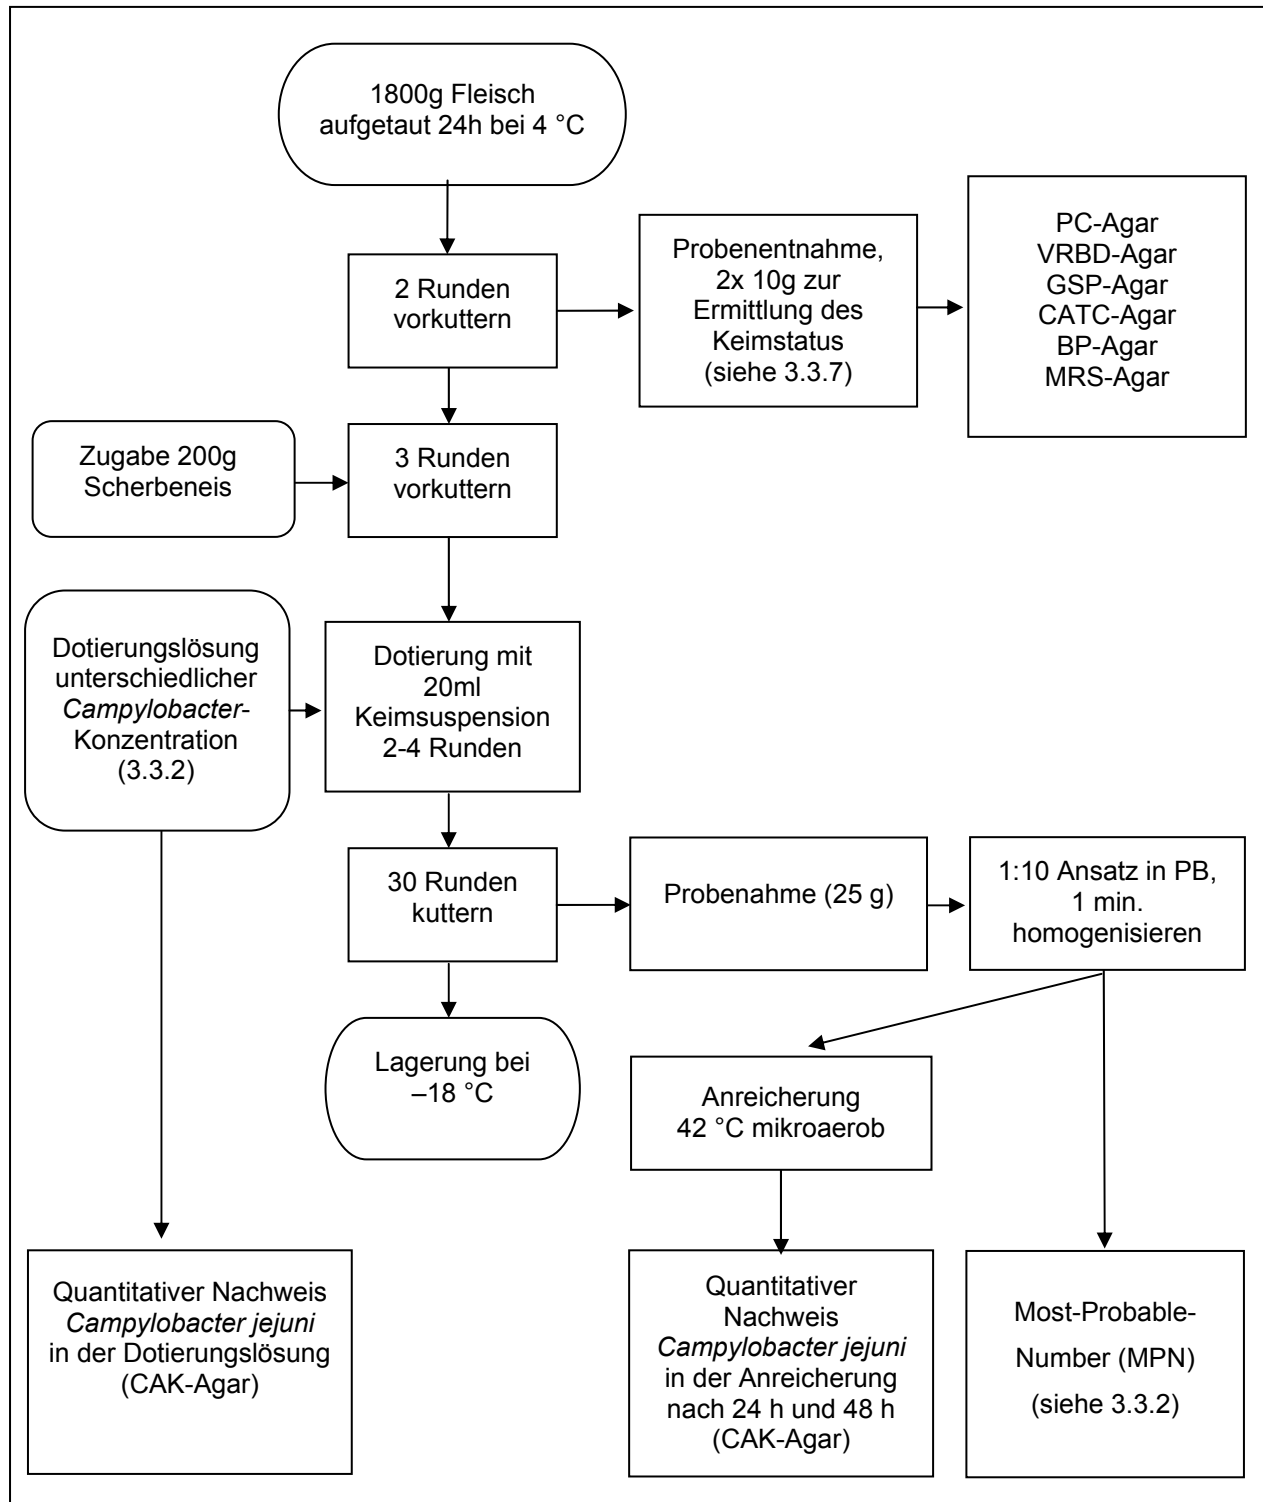 1800g Fleisch
aufgetaut 24h bei 4 °C
2 Runden
vorkuttern
Probenentnahme,
2x 10g zur
Ermittlung des
Keimstatus
(siehe 3.3.7)
PC-Agar
VRBD-Agar
GSP-Agar
CATC-Agar
BP-Agar
MRS-Agar
Zugabe 200g
Scherbeneis
3 Runden
vorkuttern
Dotierungslösung
unterschiedlicher
Campylobacter-
Konzentration
(3.3.2)
Dotierung mit
20ml
Keimsuspension
2-4 Runden
30 Runden
kuttern
Probenahme (25 g)
1:10 Ansatz in PB,
1 min.
homogenisieren
Lagerung bei
–18 °C
Anreicherung
42 °C mikroaerob
Quantitativer Nachweis
Campylobacter jejuni
in der Dotierungslösung
(CAK-Agar)
Quantitativer
Nachweis
Campylobacter jejuni
in der Anreicherung
nach 24 h und 48 h
(CAK-Agar)
Most-Probable-
Number (MPN)
(siehe 3.3.2)